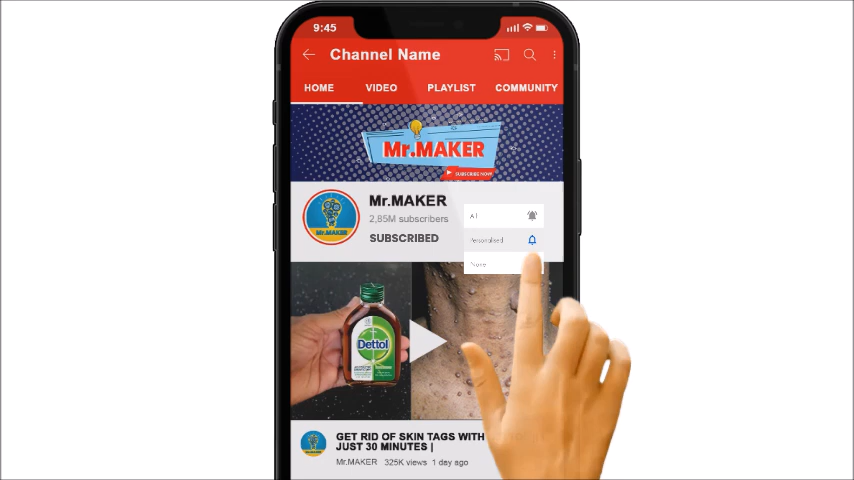 9:45
Channel Name
HOME VIDEO PLAYLIST COMMUNITY
Mr.MAKER
SUBSCRIBE NOW
Mr.MAKER
Mr.MAKER
2,85M subscribers
SUBSCRIBED
All
Personalised
None
Dettol
GET RID OF SKIN TAGS WITH
JUST 30 MINUTES |
Mr.MAKER 325K views 1 day ago